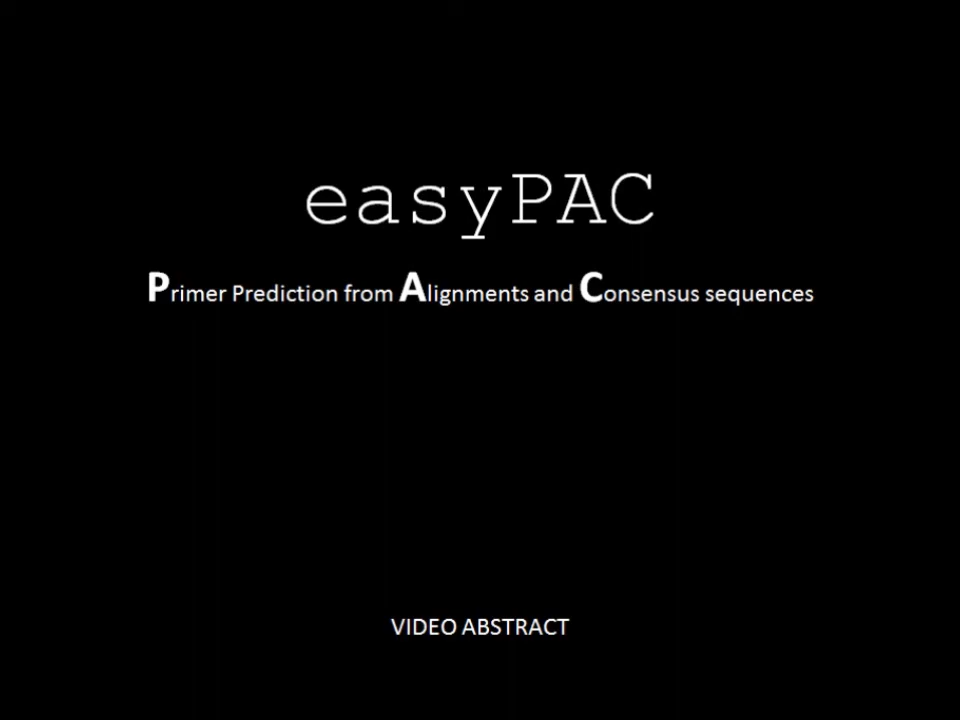 easyPAC
Primer Prediction from Alignments and Consensus sequences
VIDEO ABSTRACT